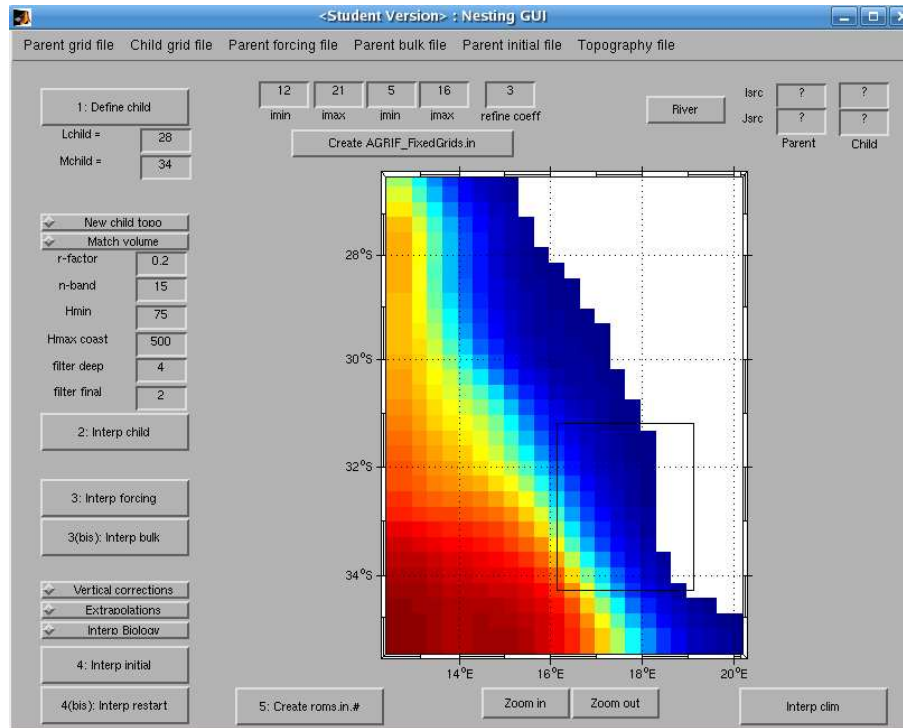 <Student Version> : Nesting GUI
Parent grid file Child grid file Parent forcing file Parent bulk file Parent initial file Topography file
1: Define child
Lchild = 28
Mchild = 34
12 21 5 16 3
imin imax jmin jmax refine coeff
Create AGRIF_FixedGrids.in
River
Isrc ? ?
Jsrc ? ?
Parent Child
New child topo
Match volume
r-factor 0.2
n-band 15
Hmin 75
Hmax coast 500
filter deep 4
filter final 2
2: Interp child
3: Interp forcing
3(bis): Interp bulk
Vertical corrections
Extrapolations
Interp Biology
4: Interp initial
4(bis): Interp restart
28°S
30°S
32°S
34°S
14°E 16°E 18°E 20°E
5: Create roms.in.#
Zoom in
Zoom out
Interp clim